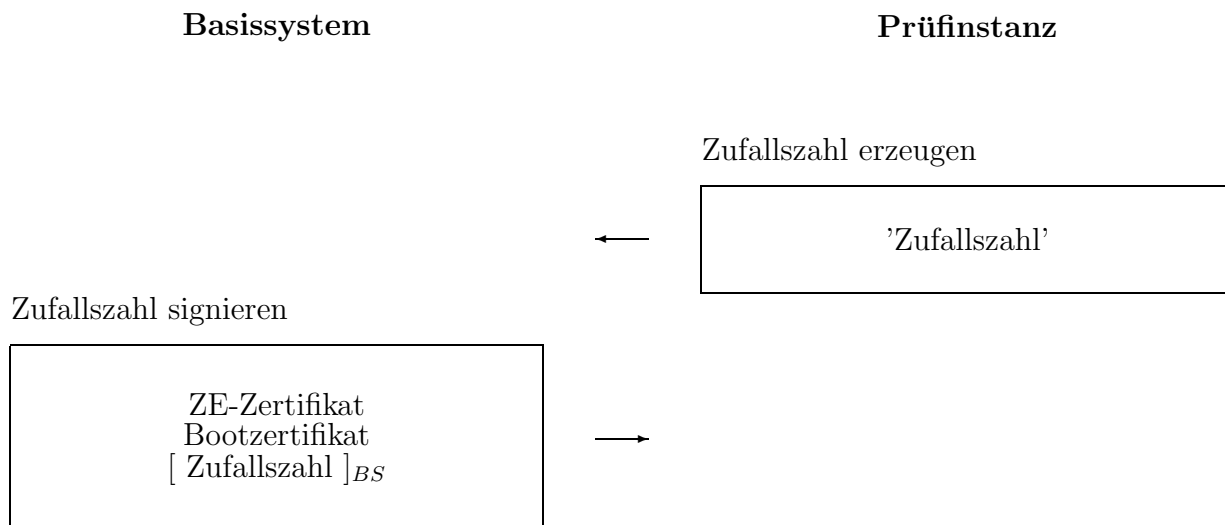 Basissystem
Prüfinstanz
Zufallszahl erzeugen
’Zufallszahl’
Zufallszahl signieren
ZE-Zertifikat
Bootzertifikat
[ Zufallszahl ]BS